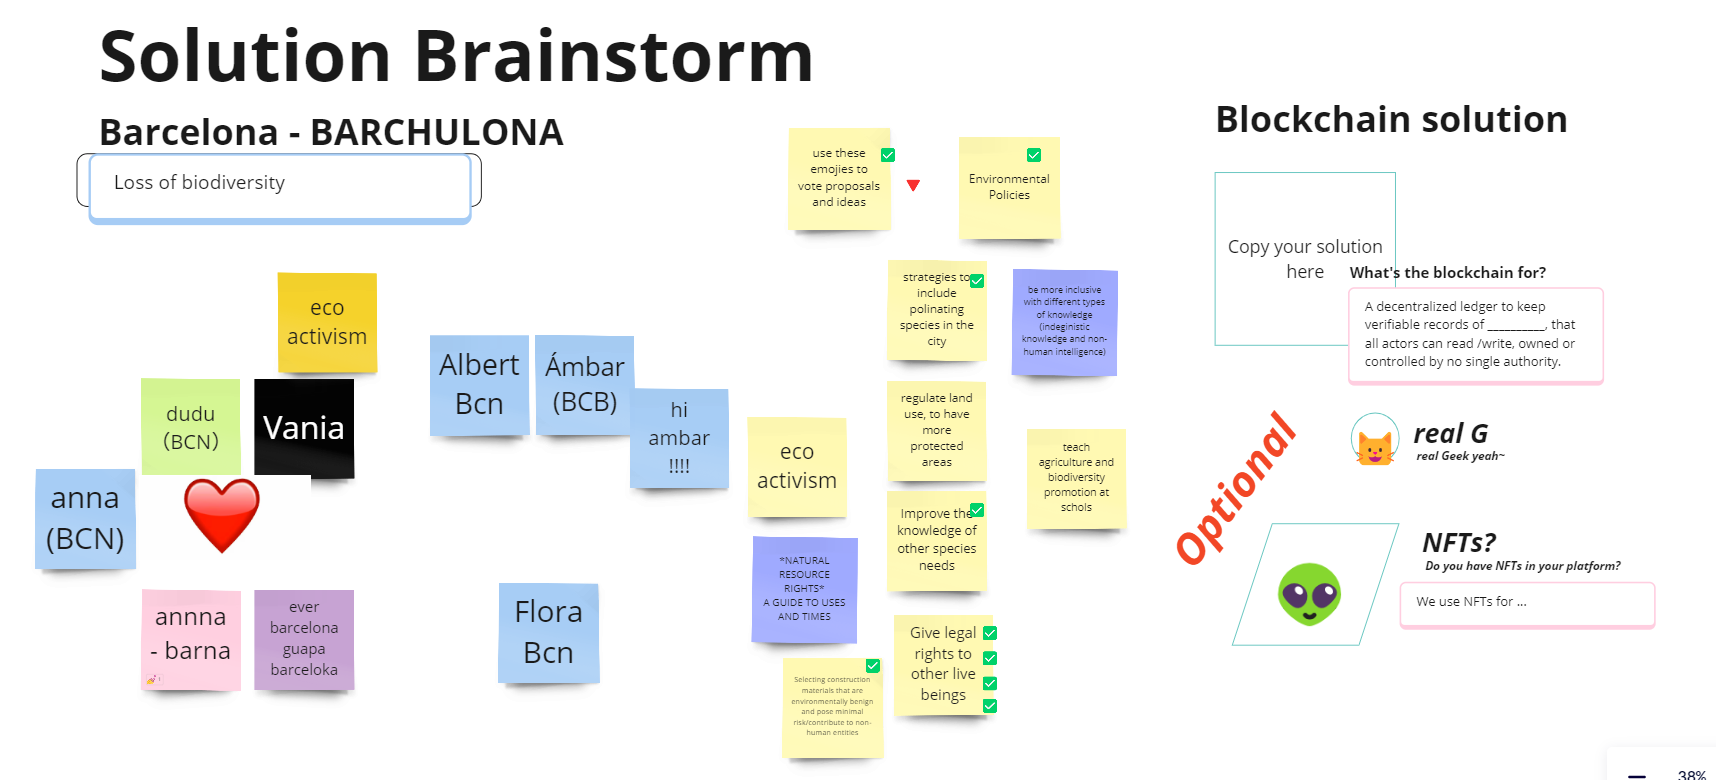 Solution Brainstorm
Barcelona - BARCHULONA
Loss of biodiversity
eco
activism
dudu
(BCN)
Vania
anna
(BCN)
annna
- barna
ever
barcelona
guapa
barceloka
Albert
Bcn
Ámbar
(BCB)
hi
ambar
!!!!
Flora
Bcn
use these
emojies to
vote proposals
and ideas
Environmental
Policies
strategies to
include
polinating
species in the
city
be more inclusive
with different types
of knowledge
(indeginistic
knowledge and non-
human intelligence)
regulate land
use, to have
more
protected
areas
eco
activism
teach
agriculture and
biodiversity
promotion at
schols
Improve the
knowledge of
other species
needs
*NATURAL
RESOURCE
RIGHTS*
A GUIDE TO USES
AND TIMES
Give legal
rights to
other live
beings
Selecting construction
materials that are
environmentally benign
and pose minimal
risk/contribute to non-
human entities
Blockchain solution
Copy your solution
here
What's the blockchain for?
A decentralized ledger to keep
verifiable records of __________, that
all actors can read /write, owned or
controlled by no single authority.
Optional
real G
real Geek yeah~
NFTs?
Do you have NFTs in your platform?
We use NFTs for ...
38%